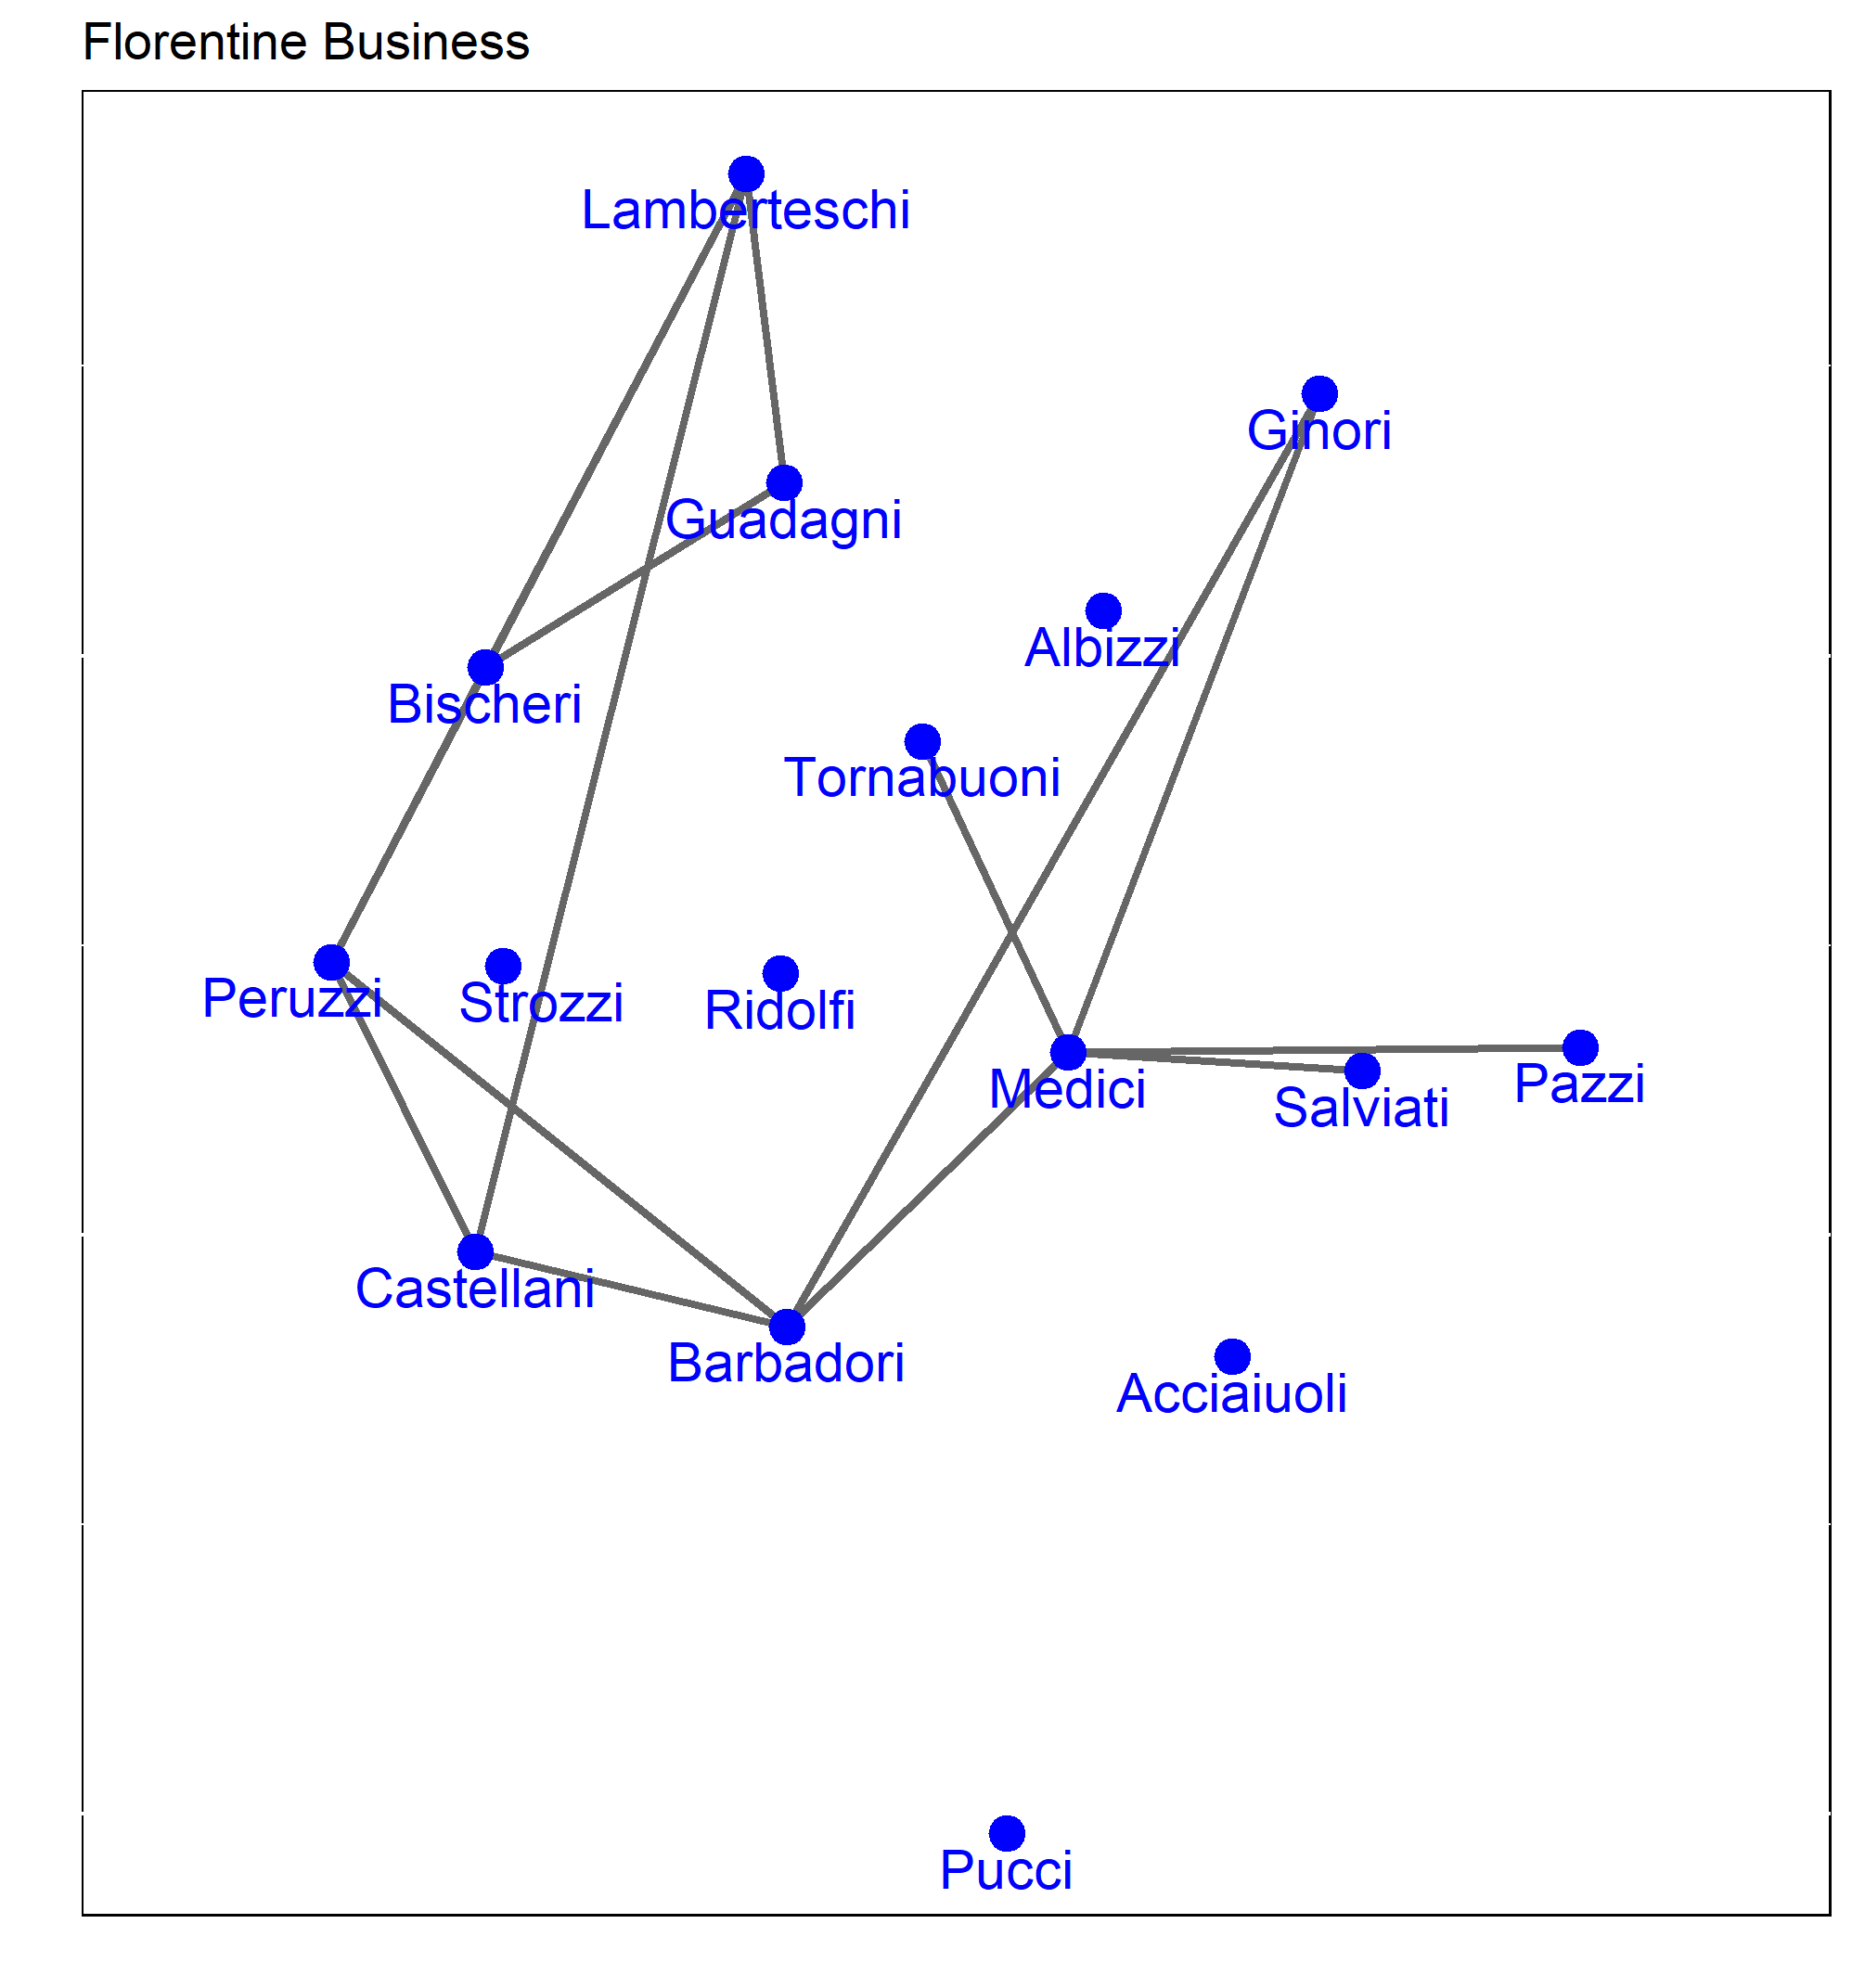 Florentine Business
Lamberteschi
Ginori
Guadagni
Albizzi
Bischeri
Tornabuoni
Peruzzi
Strozzi
Ridolfi
Medici
Salviati
Pazzi
Castellani
Barbadori
Acciaiuoli
Pucci